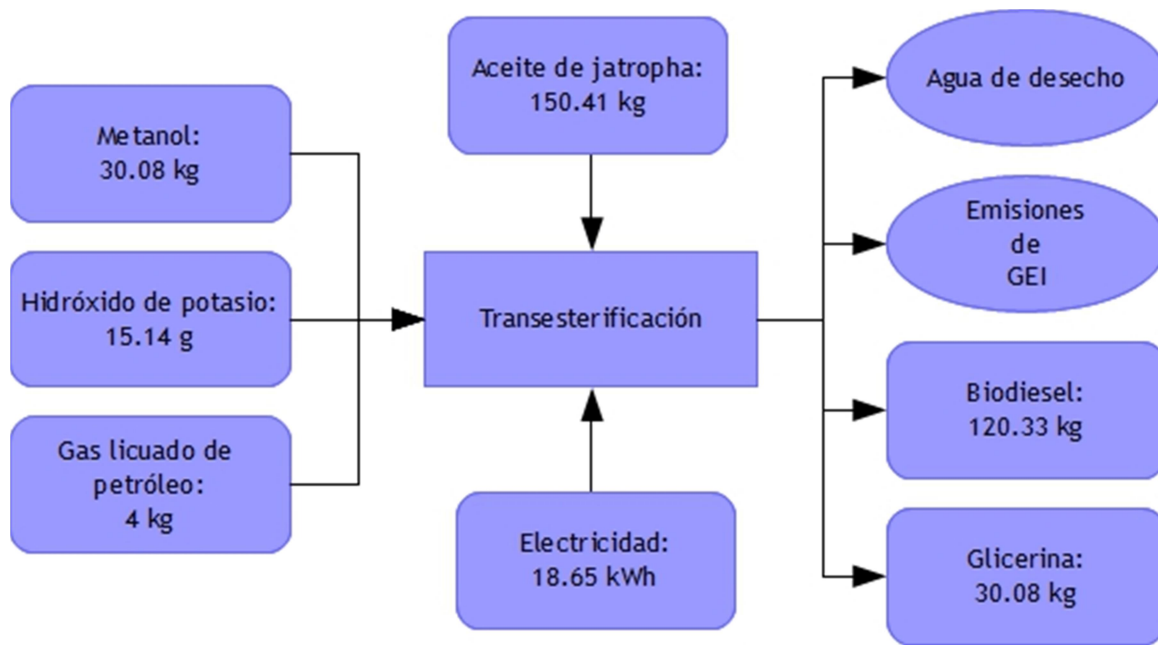 Metanol:
30.08 kg
Hidróxido de potasio:
15.14 g
Gas licuado de
petróleo:
4 kg
Aceite de jatropha:
150.41 kg
Transesterificación
Electricidad:
18.65 kWh
Agua de desecho
Emisiones
de
GEI
Biodiesel:
120.33 kg
Glicerina:
30.08 kg